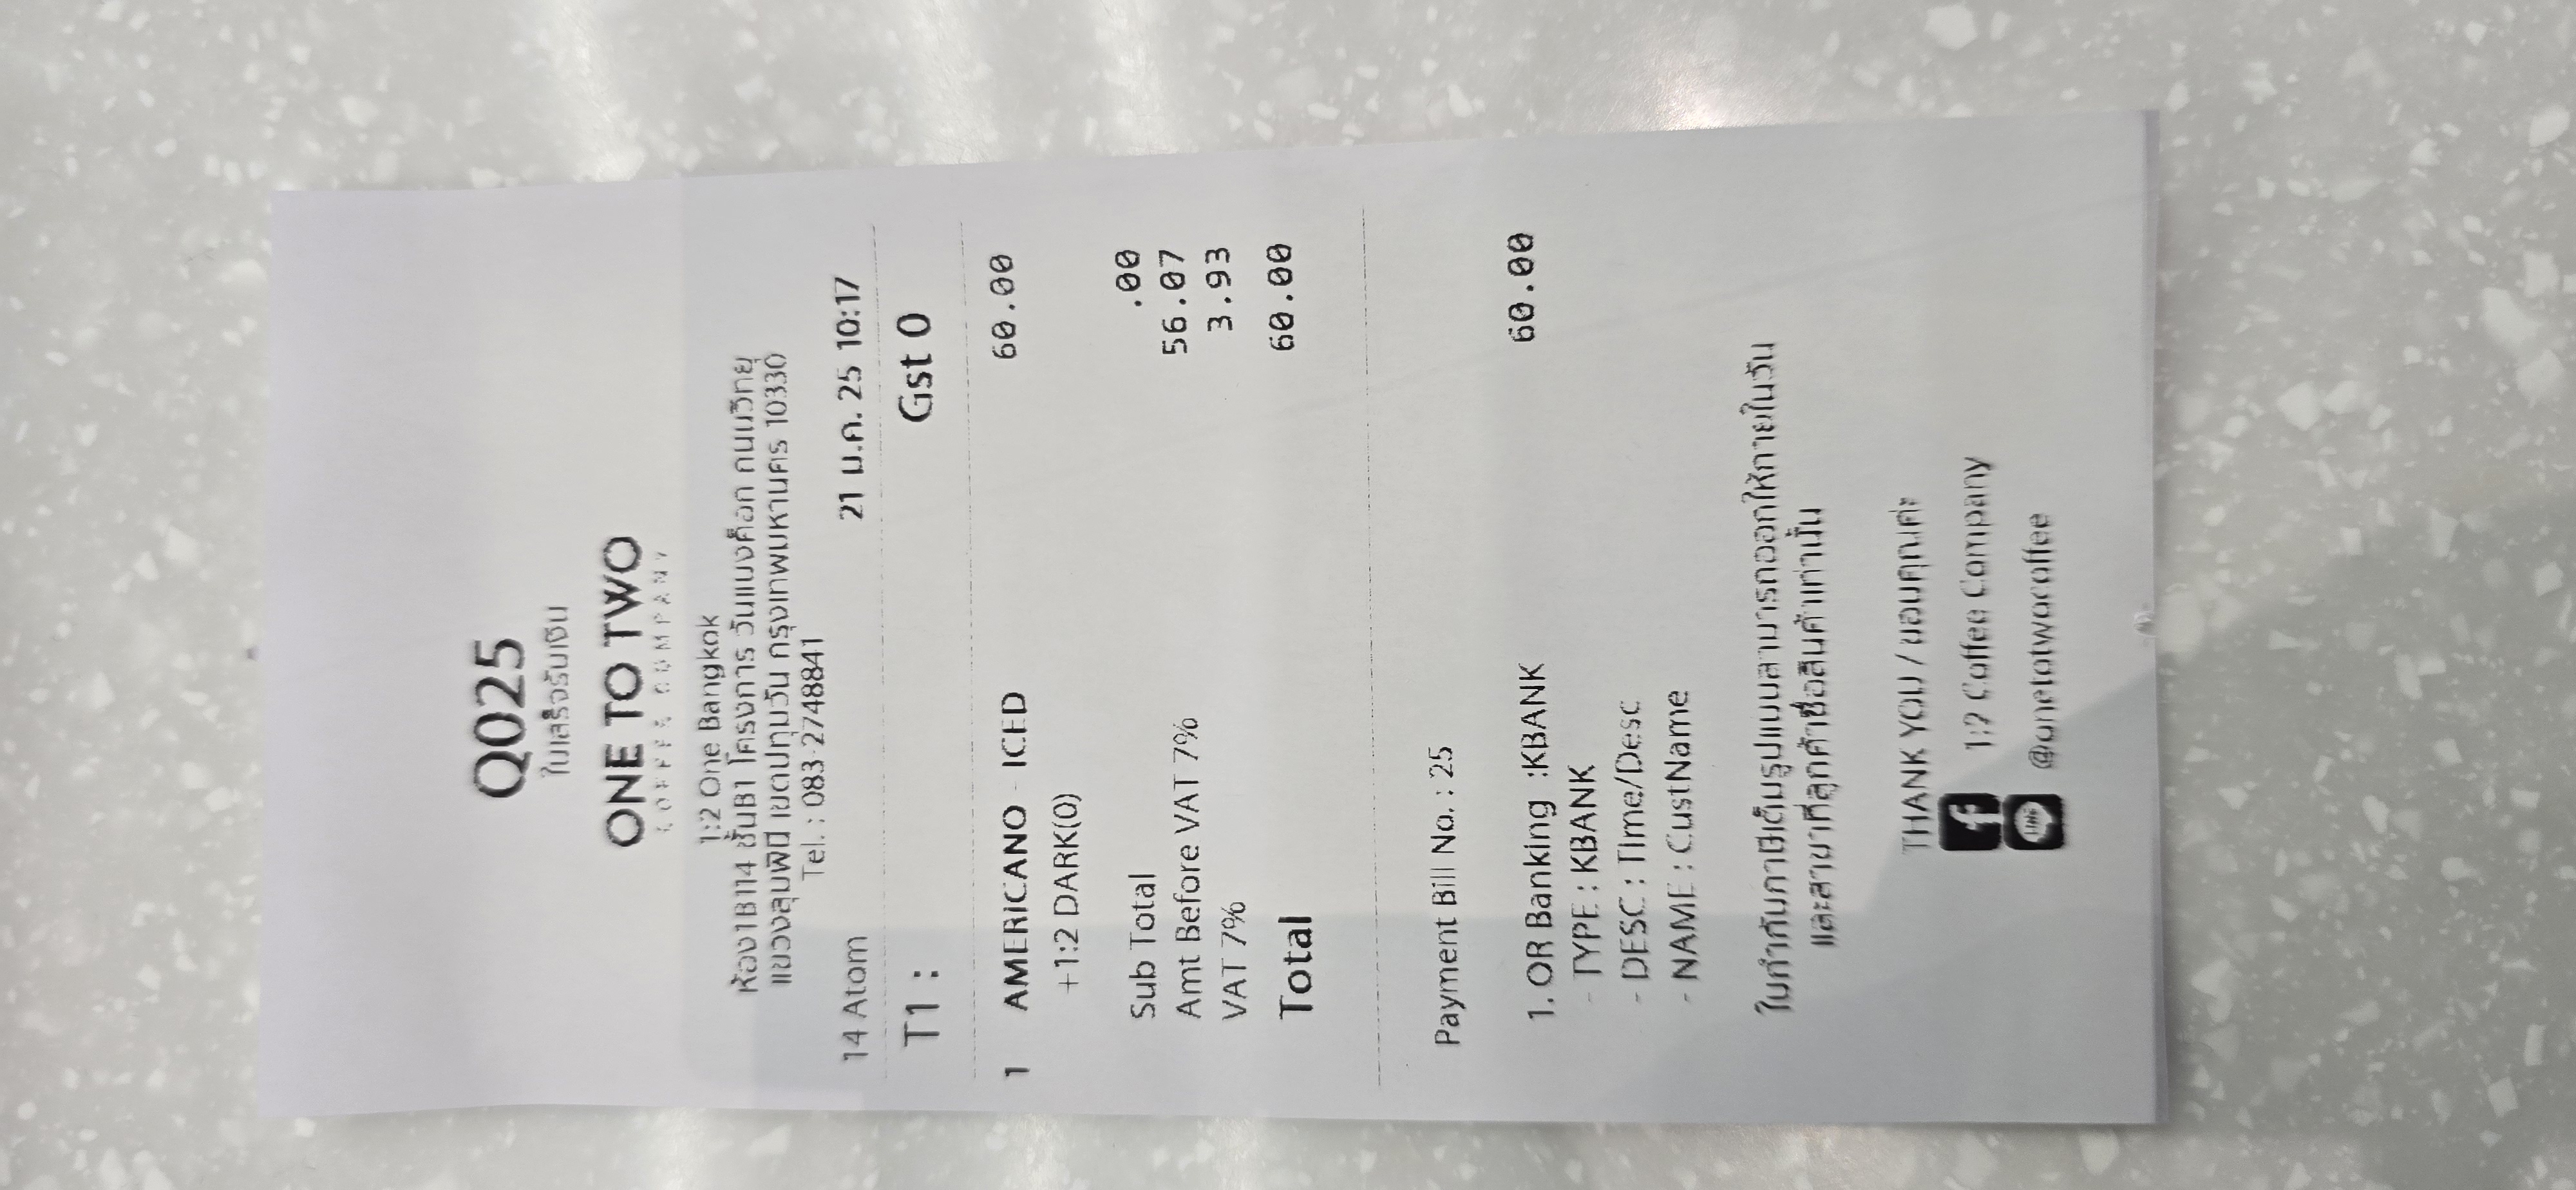 Q025
ใบเสร็จรับเงิน
ONE TO TWO
COFFEE COMPANY
1:2 One Bangkok
ห้อง1B114 ชั้นB1 โครงการ วันแบงค็อก ถนนวิทยุ
แขวงลุมพินี เขตปทุมวัน กรุงเทพมหานคร 10330
Tel. : 083-2748841
14 Atom 21 ม.ค. 25 10:17
T1 : Gst 0
1 AMERICANO - ICED 60.00
+1:2 DARK(0)
Sub Total .00
Amt Before VAT 7% 56.07
VAT 7% 3.93
Total 60.00
Payment Bill No. : 25
1. QR Banking :KBANK 60.00
- TYPE : KBANK
- DESC : Time/Desc
- NAME : CustName
ใบกำกับภาษีเต็มรูปแบบสามารถออกให้ภายในวัน
และสาขาที่ลูกค้าซื้อสินค้าเท่านั้น
THANK YOU / ขอบคุณค่ะ
1:2 Coffee Company
LINE @onetotwocoffee